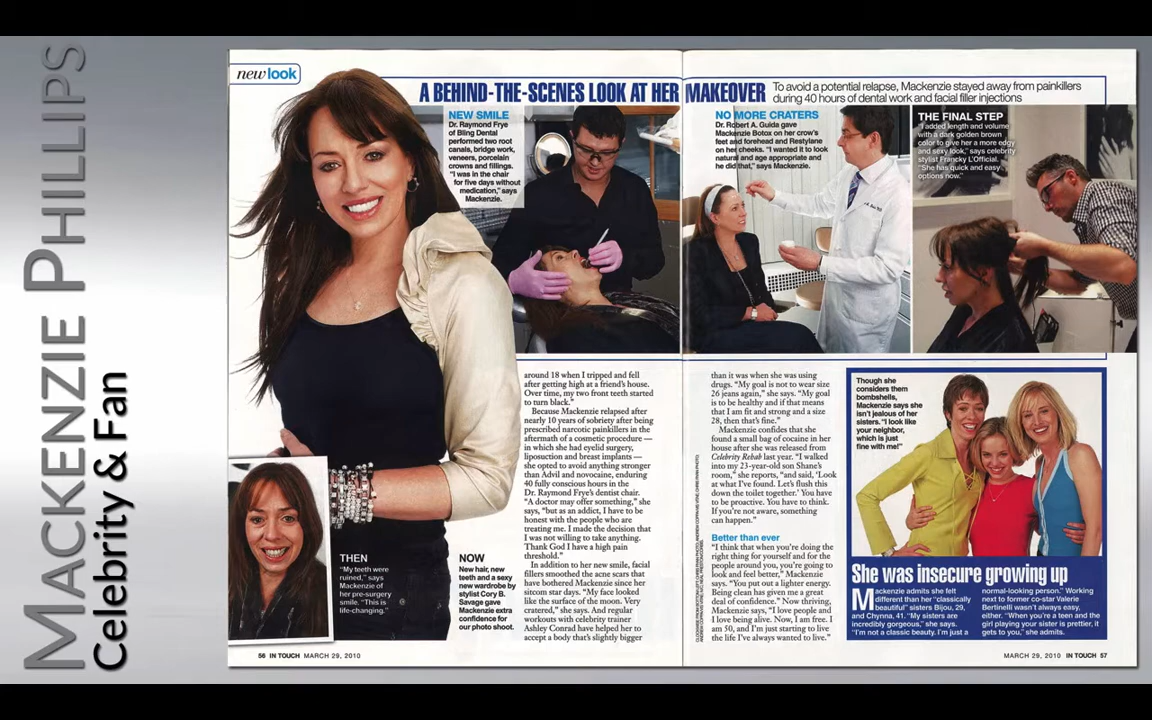 MACKENZIE PHILLIPS
Celebrity & Fan
new look
A BEHIND-THE-SCENES LOOK AT HER MAKEOVER
To avoid a potential relapse, Mackenzie stayed away from painkillers
during 40 hours of dental work and facial filler injections
NEW SMILE
Dr. Raymond Frye
of Bling Dental
performed two root
canals, bridge work,
veneers, porcelain
crowns and fillings.
"I was in the chair
for five days without
medication," says
Mackenzie.
NO MORE CRATERS
Dr. Robert A. Guida gave
Mackenzie Botox on her crow's
feet and forehead and Restylane
on her cheeks. "I wanted it to look
natural and age appropriate and
he did that," says Mackenzie.
THE FINAL STEP
"I added length and volume
with a dark golden brown
color to give her a more
and sexy look," says celebrity
stylist Francky L'Official.
"She has quick and easy
options now."
THEN
"My teeth were
ruined," says
Mackenzie of
her pre-surgery
smile. "This is
life-changing."
NOW
New hair, new
teeth and a sexy
new wardrobe by
stylist Cory B.
Savage gave
Mackenzie extra
confidence for
our photo shoot.
around 18 when I tripped and fell
after getting high at a friend's house.
Over time, my two front teeth started
to turn black."
Because Mackenzie relapsed after
nearly 10 years of sobriety after being
prescribed narcotic painkillers in the
aftermath of a cosmetic procedure —
in which she had eyelid surgery,
liposuction and breast implants —
she opted to avoid anything stronger
than Advil and novocaine, enduring
40 fully conscious hours in the
Dr. Raymond Frye's dentist chair.
"A doctor may offer something," she
says, "but as an addict, I have to be
honest with the people who are
treating me. I made the decision that
I was not willing to take anything.
Thank God I have a high pain
threshold."
In addition to her new smile, facial
fillers smoothed the acne scars that
have bothered Mackenzie since her
sitcom star days. "My face looked
like the surface of the moon. Very
cratered," she says. And regular
workouts with celebrity trainer
Ashley Conrad have helped her to
accept a body that's slightly bigger
than it was when she was using
drugs. "My goal is not to wear size
26 jeans again," she says. "My goal
is to be healthy and if that means
that I am fit and strong and a size
28, then that's fine."
Mackenzie confides that she
found a small bag of cocaine in her
house after she was released from
Celebrity Rehab last year. "I walked
into my 23-year-old son Shane's
room," she reports, "and said, 'Look
at what I've found. Let's flush this
down the toilet together.' You have
to be proactive. You have to think.
If you're not aware, something
can happen."
Better than ever
"I think that when you're doing the
right thing for yourself and for the
people around you, you're going to
look and feel better," Mackenzie
says. "You put out a lighter energy.
Being clean has given me a great
deal of confidence." Now thriving,
Mackenzie says, "I love people and
I love being alive. Now, I am free. I
am 50, and I'm just starting to live
the life I've always wanted to live."
Though she
considers them
bombshells,
Mackenzie says she
isn't jealous of her
sisters. "I look like
your neighbor,
which is just
fine with me!"
She was insecure growing up
Mackenzie admits she felt
different than her "classically
beautiful" sisters Bijou, 29,
and Chynna, 41. "My sisters are
incredibly gorgeous," she says.
"I'm not a classic beauty. I'm just a
normal-looking person." Working
next to former co-star Valerie
Bertinelli wasn't always easy,
either. "When you're a teen and the
girl playing your sister is prettier, it
gets to you," she admits.
56 IN TOUCH MARCH 29, 2010
MARCH 29, 2010 IN TOUCH 57